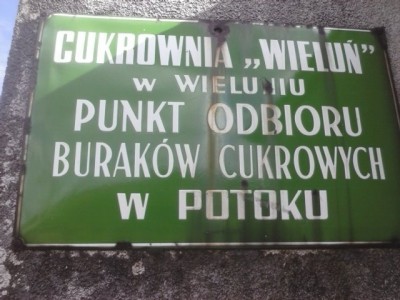 CUKROWNIA „WIELUŃ”
W WIELUNIU
PUNKT ODBIORU
BURAKÓW CUKROWYCH
W POTOKU